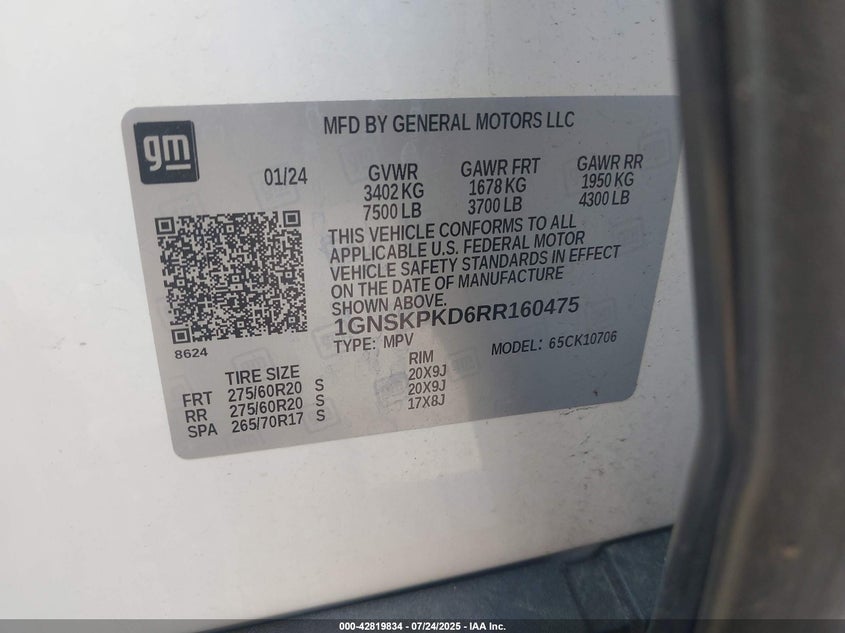 gm
MFD BY GENERAL MOTORS LLC
01/24
GVWR GAWR FRT GAWR RR
3402 KG 1678 KG 1950 KG
7500 LB 3700 LB 4300 LB
THIS VEHICLE CONFORMS TO ALL
APPLICABLE U.S. FEDERAL MOTOR
VEHICLE SAFETY STANDARDS IN EFFECT
ON THE DATE OF MANUFACTURE
SHOWN ABOVE.
1GNSKPKD6RR160475
8624
TYPE: MPV MODEL: 65CK10706
TIRE SIZE RIM
FRT 275/60R20 S 20X9J
RR 275/60R20 S 20X9J
SPA 265/70R17 S 17X8J
000-42819834 - 07/24/2025 - IAA Inc.